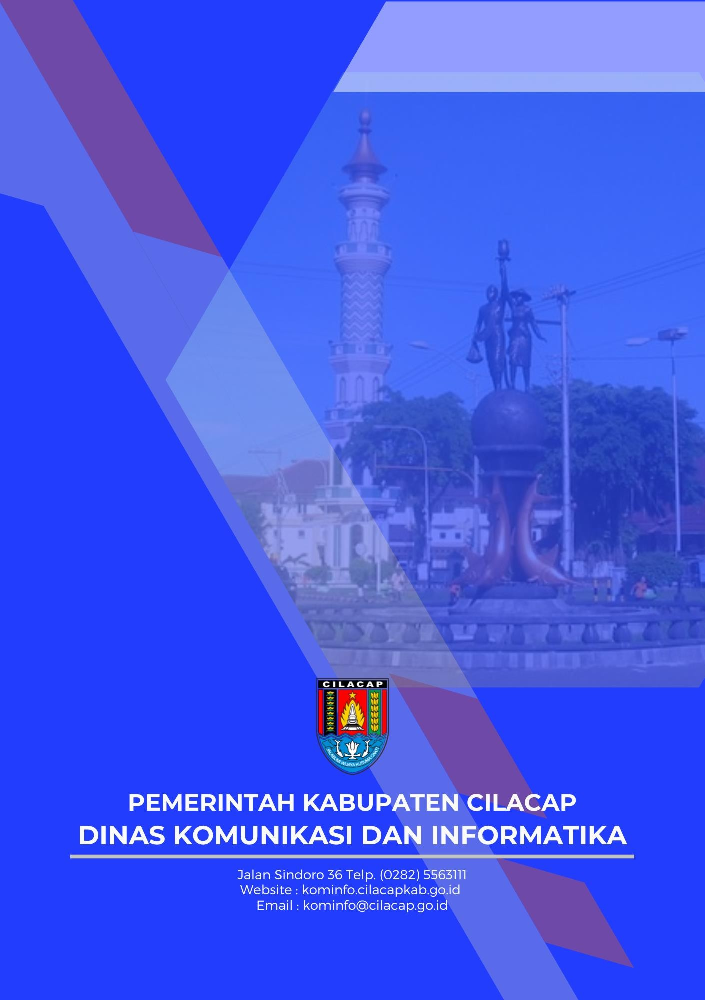 CILACAP
JALABUMI WIJAYA KUSUMA CAKTI
PEMERINTAH KABUPATEN CILACAP
DINAS KOMUNIKASI DAN INFORMATIKA
Jalan Sindoro 36 Telp. (0282) 5563111
Website : kominfo.cilacapkab.go.id
Email : kominfo@cilacap.go.id